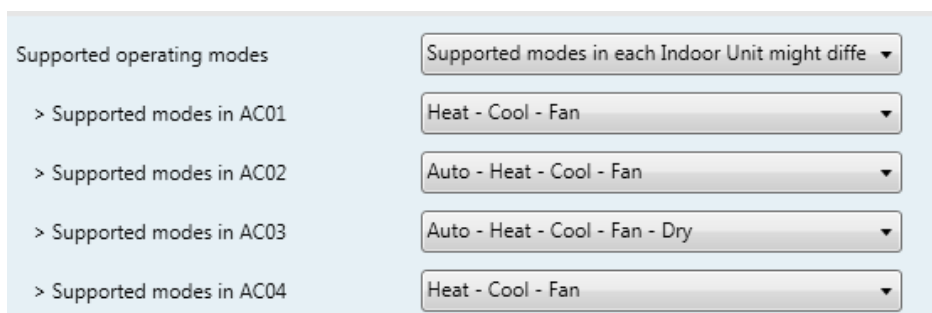 Supported operating modes Supported modes in each Indoor Unit might diffe
> Supported modes in AC01 Heat - Cool - Fan
> Supported modes in AC02 Auto - Heat - Cool - Fan
> Supported modes in AC03 Auto - Heat - Cool - Fan - Dry
> Supported modes in AC04 Heat - Cool - Fan